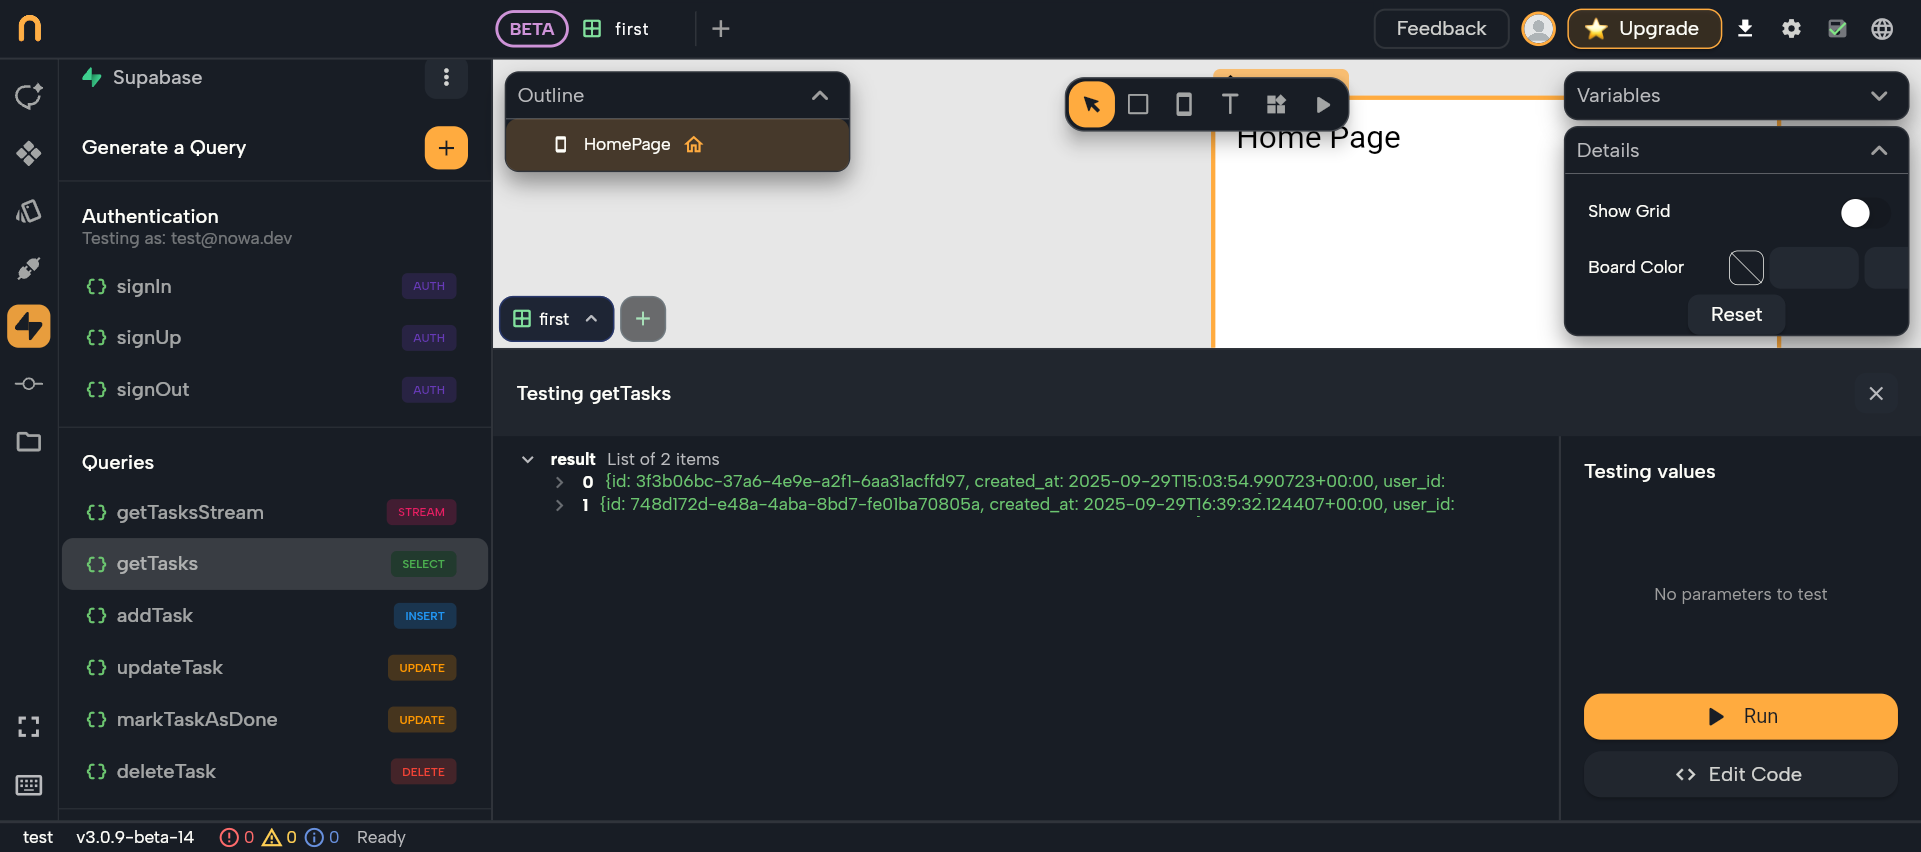 BETA
first
Feedback
Upgrade
Supabase
Generate a Query
Authentication
Testing as: test@nowa.dev
signIn
AUTH
signUp
AUTH
signOut
AUTH
Queries
getTasksStream
STREAM
getTasks
SELECT
addTask
INSERT
updateTask
UPDATE
markTaskAsDone
UPDATE
deleteTask
DELETE
Outline
HomePage
first
Home Page
Variables
Details
Show Grid
Board Color
Reset
Testing getTasks
result List of 2 items
0 {id: 3f3b06bc-37a6-4e9e-a2f1-6aa31acffd97, created_at: 2025-09-29T15:03:54.990723+00:00, user_id:
1 {id: 748d172d-e48a-4aba-8bd7-fe01ba70805a, created_at: 2025-09-29T16:39:32.124407+00:00, user_id:
Testing values
No parameters to test
Run
Edit Code
test v3.0.9-beta-14 0 0 0 Ready